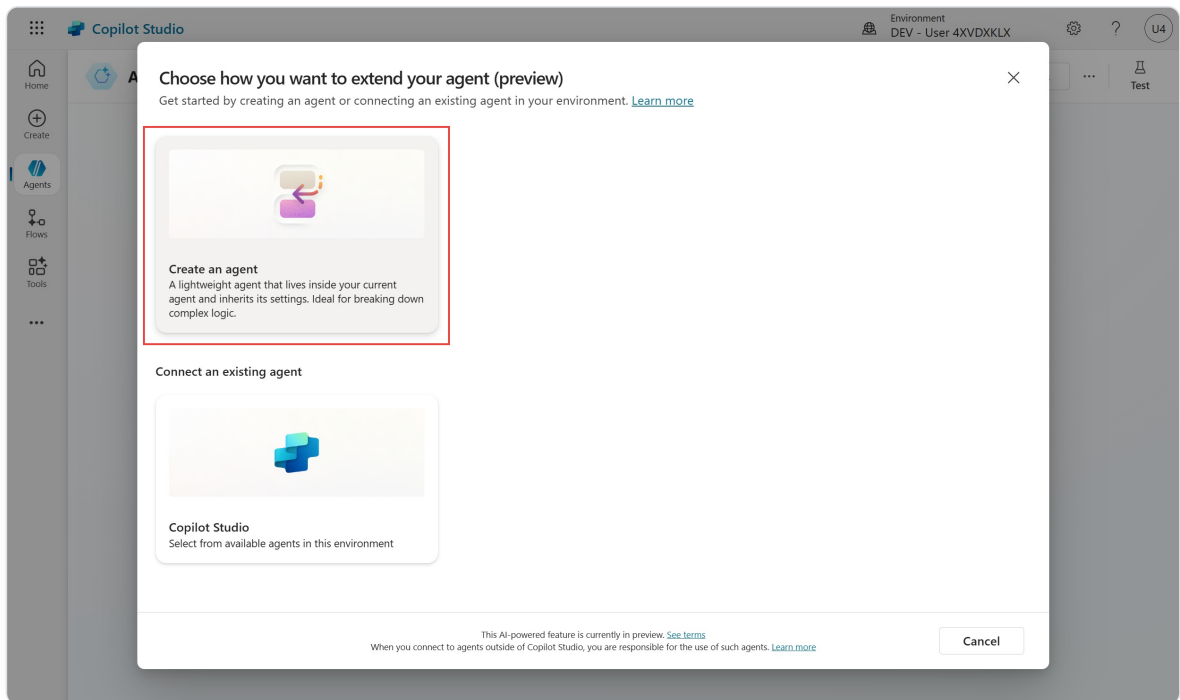 Copilot Studio
Environment
DEV - User 4XVDXKLX
?
U4
Home
Create
Agents
Flows
Tools
A
...
Test
Choose how you want to extend your agent (preview)
Get started by creating an agent or connecting an existing agent in your environment. Learn more
Create an agent
A lightweight agent that lives inside your current
agent and inherits its settings. Ideal for breaking down
complex logic.
Connect an existing agent
Copilot Studio
Select from available agents in this environment
This AI-powered feature is currently in preview. See terms
When you connect to agents outside of Copilot Studio, you are responsible for the use of such agents. Learn more
Cancel